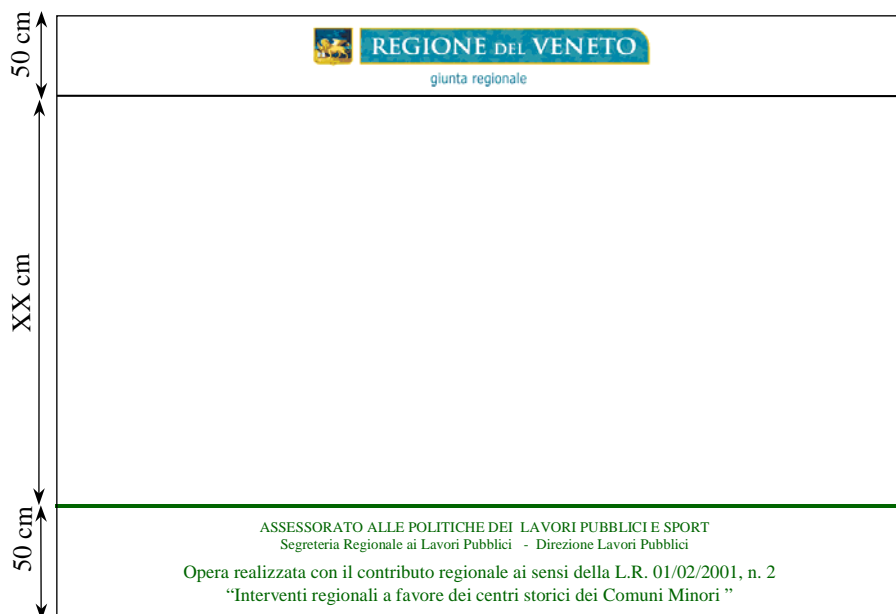 50 cm
REGIONE DEL VENETO
giunta regionale
XX cm
50 cm
ASSESSORATO ALLE POLITICHE DEI LAVORI PUBBLICI E SPORT
Segreteria Regionale ai Lavori Pubblici - Direzione Lavori Pubblici
Opera realizzata con il contributo regionale ai sensi della L.R. 01/02/2001, n. 2
“Interventi regionali a favore dei centri storici dei Comuni Minori ”